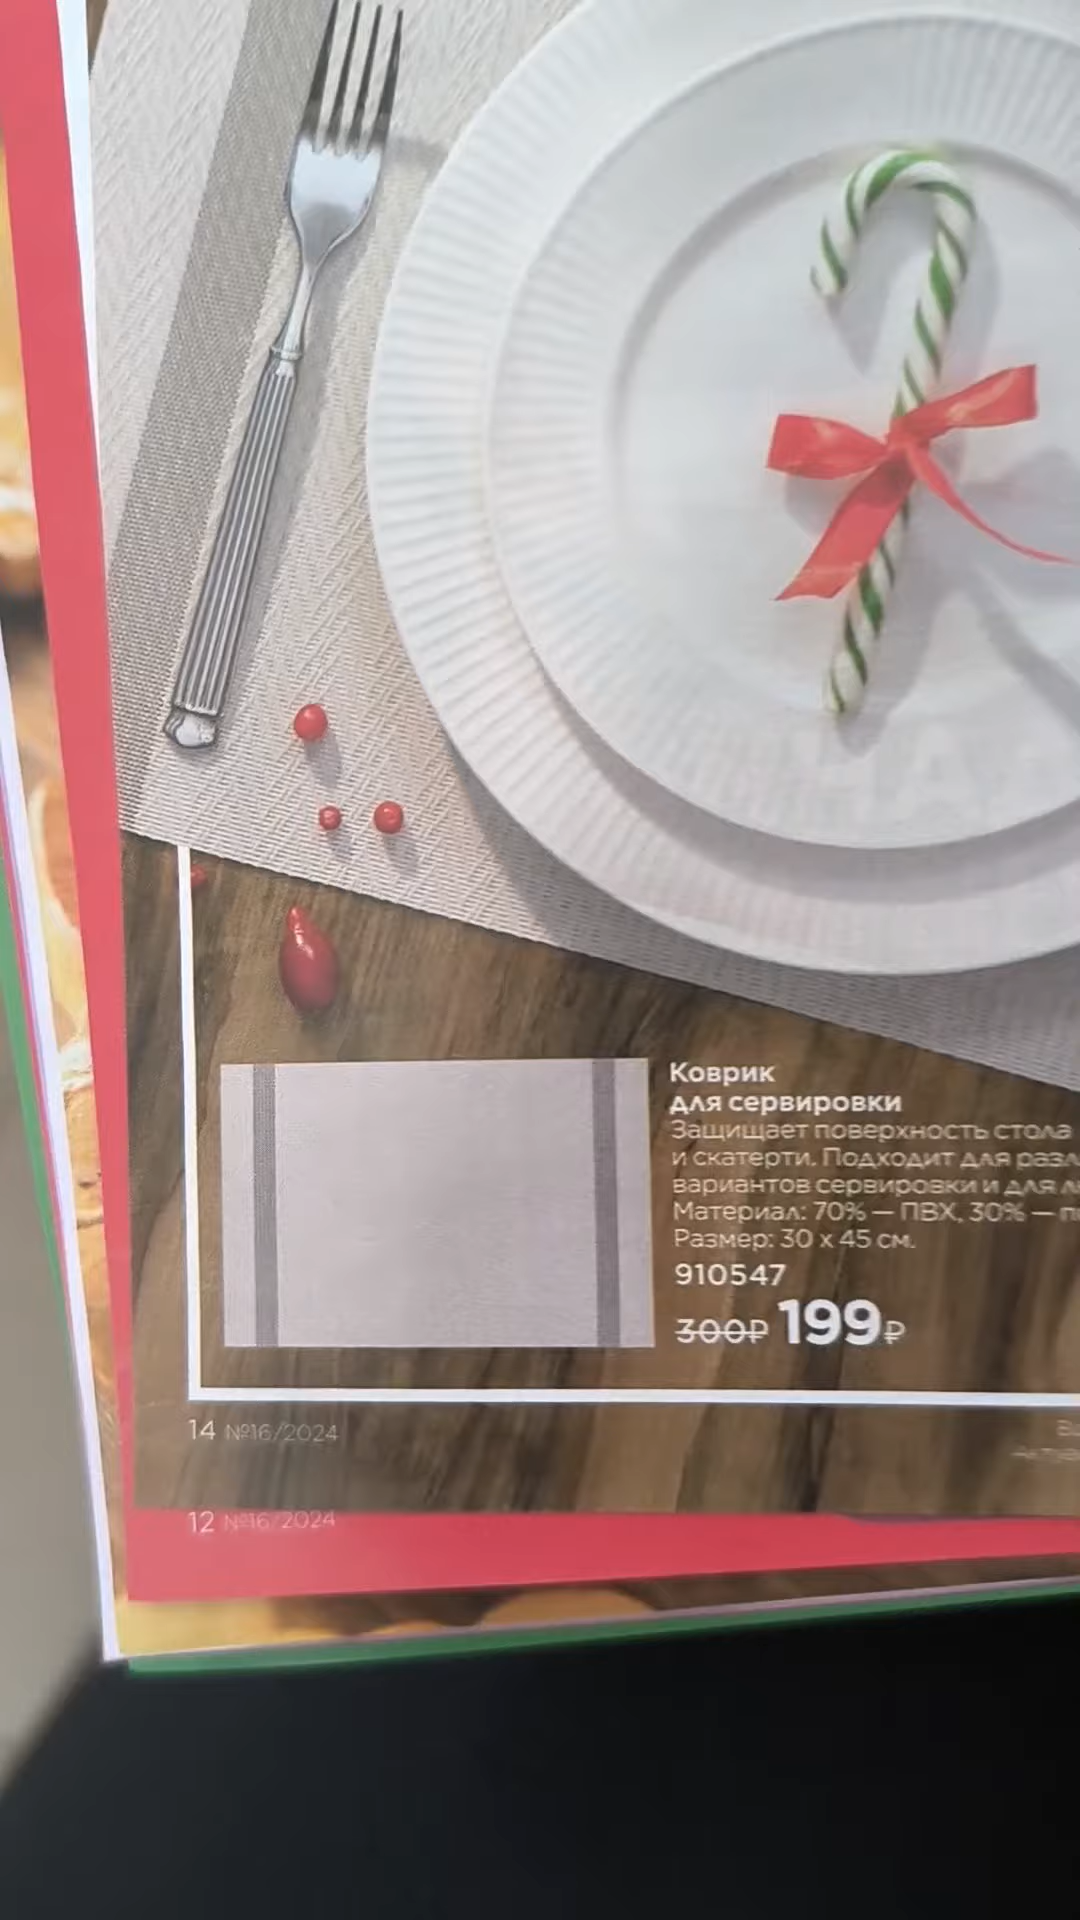 Коврик
для сервировки
Защищает поверхность стола
и скатерти. Подходит для
вариантов сервировки и для
Материал: 70% — ПВХ, 30% —
Размер: 30 х 45 см.
910547
300₽ 199₽
14 №16/2024
12 №16/2024